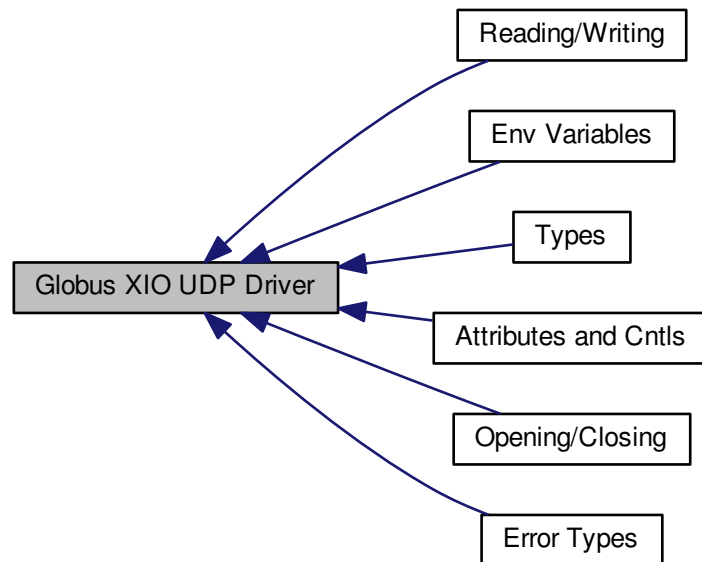 Reading/Writing
Env Variables
Types
Globus XIO UDP Driver
Attributes and Cntls
Opening/Closing
Error Types